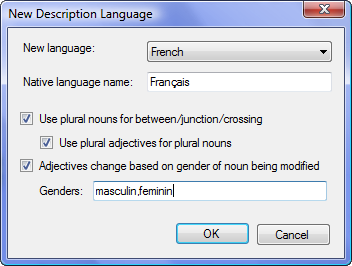 New Description Language
New language: French
Native language name: Français
Use plural nouns for between/junction/crossing
Use plural adjectives for plural nouns
Adjectives change based on gender of noun being modified
Genders: masculin,feminin
OK Cancel